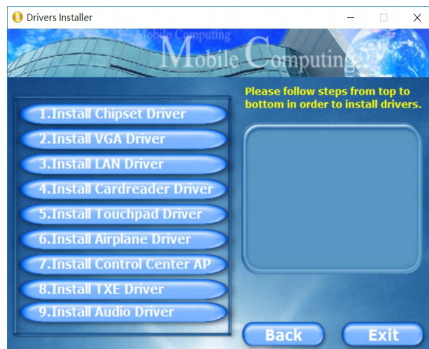 Drivers Installer
Mobile Computing
Mobile Computing
Please follow steps from top to
bottom in order to install drivers.
1.Install Chipset Driver
2.Install VGA Driver
3.Install LAN Driver
4.Install Cardreader Driver
5.Install Touchpad Driver
6.Install Airplane Driver
7.Install Control Center AP
8.Install TXE Driver
9.Install Audio Driver
Back
Exit